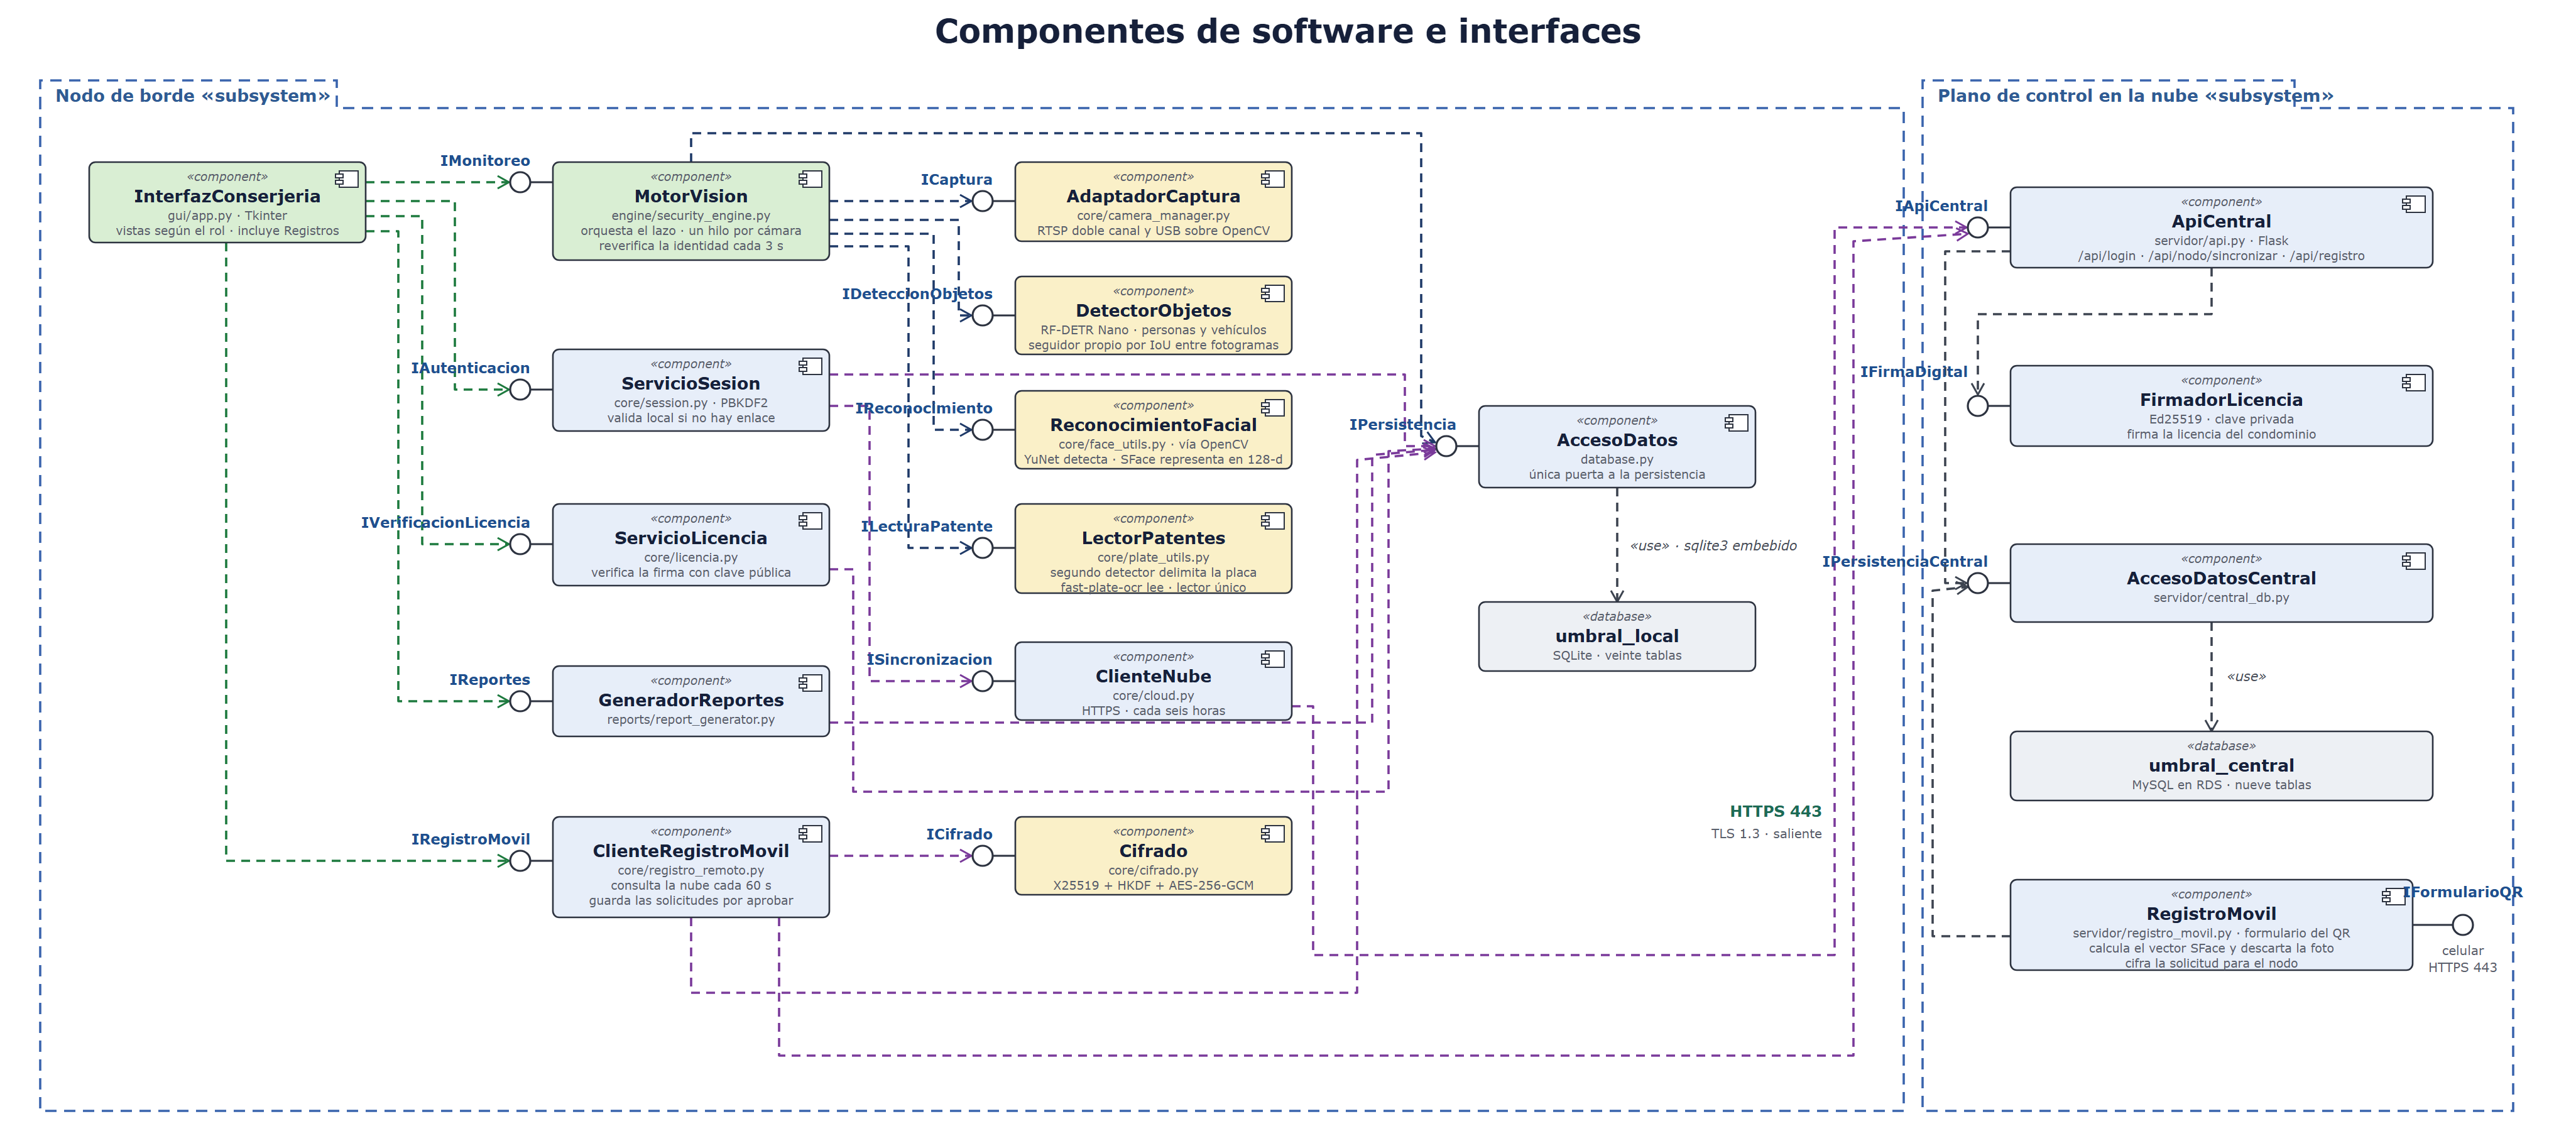 Componentes de software e interfaces
Nodo de borde «subsystem»
Plano de control en la nube «subsystem»
«component»
InterfazConserjeria
gui/app.py · Tkinter
vistas según el rol · incluye Registros
IMonitoreo
«component»
MotorVision
engine/security_engine.py
orquesta el lazo · un hilo por cámara
reverifica la identidad cada 3 s
ICaptura
«component»
AdaptadorCaptura
core/camera_manager.py
RTSP doble canal y USB sobre OpenCV
IDeteccionObjetos
«component»
DetectorObjetos
RF-DETR Nano · personas y vehículos
seguidor propio por IoU entre fotogramas
IAutenticacion
«component»
ServicioSesion
core/session.py · PBKDF2
valida local si no hay enlace
IReconocimiento
«component»
ReconocimientoFacial
core/face_utils.py · vía OpenCV
YuNet detecta · SFace representa en 128-d
IPersistencia
«component»
AccesoDatos
database.py
única puerta a la persistencia
«use» · sqlite3 embebido
«database»
umbral_local
SQLite · veinte tablas
IVerificacionLicencia
«component»
ServicioLicencia
core/licencia.py
verifica la firma con clave pública
ILecturaPatente
«component»
LectorPatentes
core/plate_utils.py
segundo detector delimita la placa
fast-plate-ocr lee · lector único
IReportes
«component»
GeneradorReportes
reports/report_generator.py
ISincronizacion
«component»
ClienteNube
core/cloud.py
HTTPS · cada seis horas
IRegistroMovil
«component»
ClienteRegistroMovil
core/registro_remoto.py
consulta la nube cada 60 s
guarda las solicitudes por aprobar
ICifrado
«component»
Cifrado
core/cifrado.py
X25519 + HKDF + AES-256-GCM
HTTPS 443
TLS 1.3 · saliente
IApiCentral
«component»
ApiCentral
servidor/api.py · Flask
/api/login · /api/nodo/sincronizar · /api/registro
IFirmaDigital
«component»
FirmadorLicencia
Ed25519 · clave privada
firma la licencia del condominio
IPersistenciaCentral
«component»
AccesoDatosCentral
servidor/central_db.py
«use»
«database»
umbral_central
MySQL en RDS · nueve tablas
«component»
RegistroMovil
servidor/registro_movil.py · formulario del QR
calcula el vector SFace y descarta la foto
cifra la solicitud para el nodo
IFormularioQR
celular
HTTPS 443